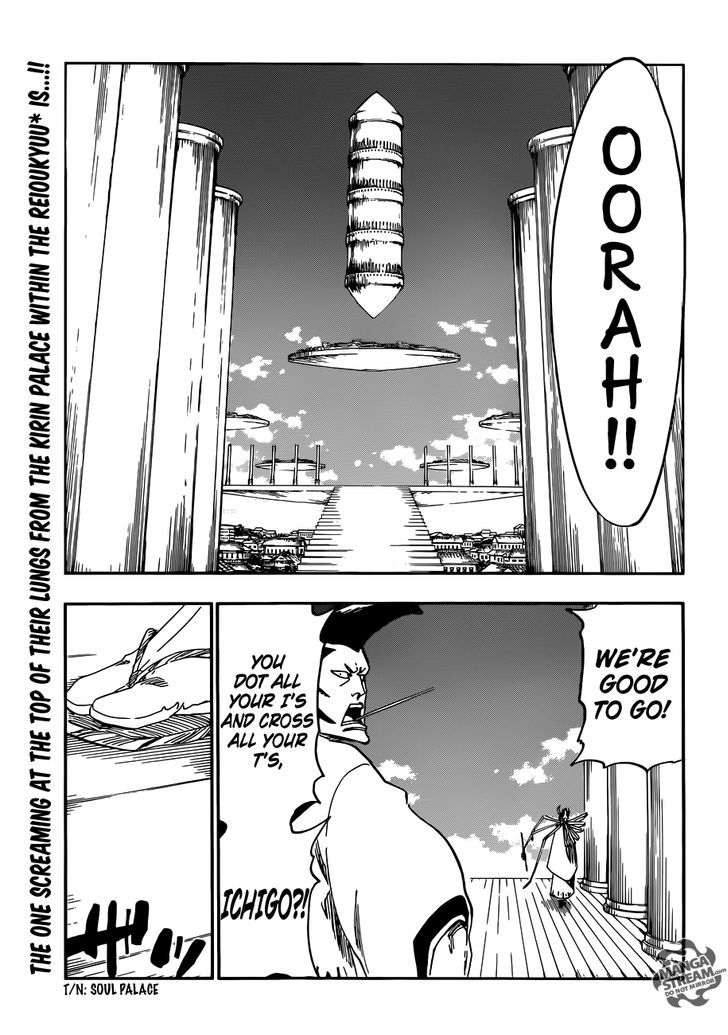 THE ONE SCREAMING AT THE TOP OF THEIR LUNGS FROM THE KIRIN PALACE WITHIN THE REIOUKYUU* IS...!!
OORAH!!
WE'RE
GOOD
TO GO!
YOU
DOT ALL
YOUR I'S
AND CROSS
ALL YOUR
T'S,
ICHIGO?!
T/N: SOUL PALACE
MANGA
STREAM.com
DO NOT MIRROR